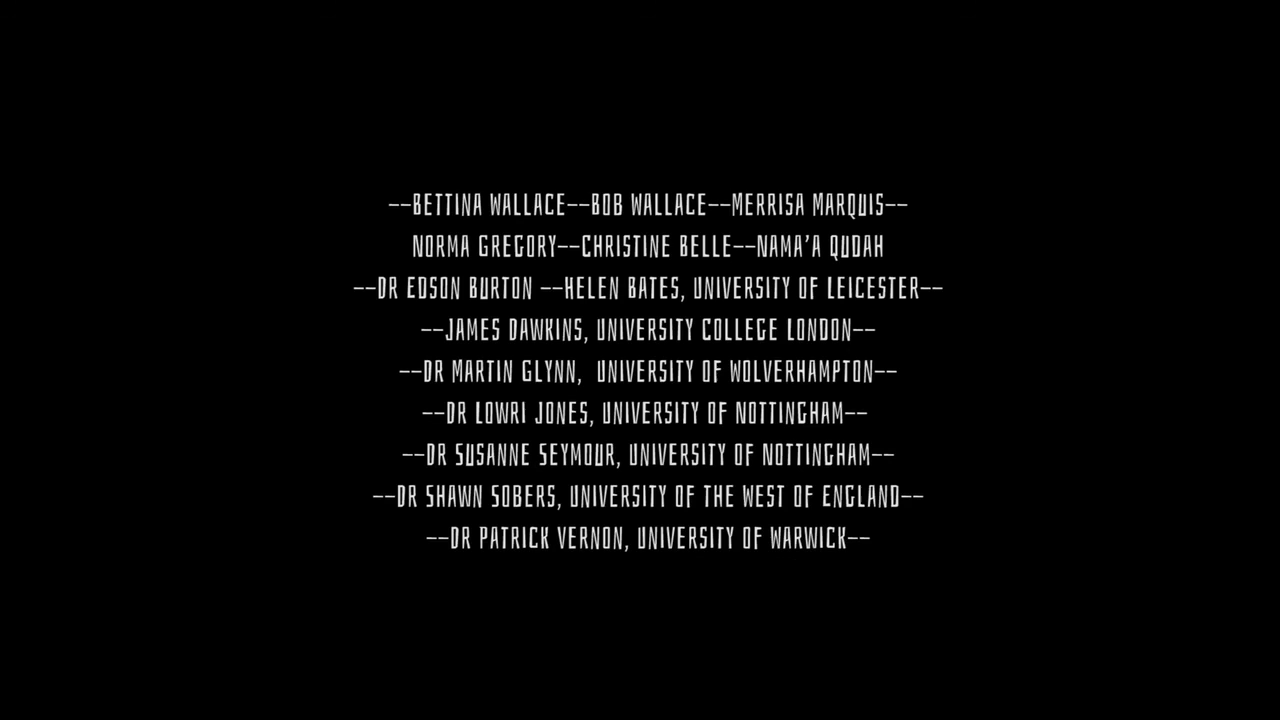 --BETTINA WALLACE--BOB WALLACE--MERRISA MARQUIS--
NORMA GREGORY--CHRISTINE BELLE--NAMA'A QUDAH
--DR EDSON BURTON --HELEN BATES, UNIVERSITY OF LEICESTER--
--JAMES DAWKINS, UNIVERSITY COLLEGE LONDON--
--DR MARTIN GLYNN,  UNIVERSITY OF WOLVERHAMPTON--
--DR LOWRI JONES, UNIVERSITY OF NOTTINGHAM--
--DR SUSANNE SEYMOUR, UNIVERSITY OF NOTTINGHAM--
--DR SHAWN SOBERS, UNIVERSITY OF THE WEST OF ENGLAND--
--DR PATRICK VERNON, UNIVERSITY OF WARWICK--